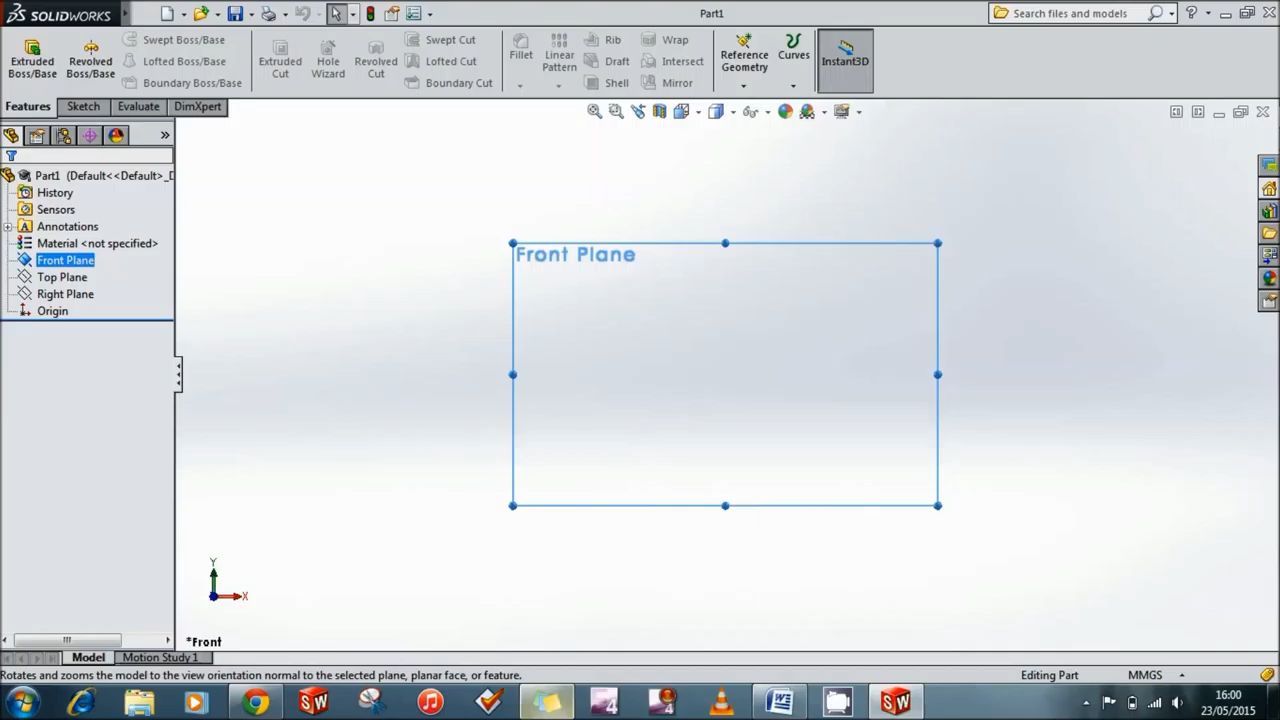 SOLIDWORKS
Part1
Search files and models
Extruded Boss/Base
Revolved Boss/Base
Swept Boss/Base
Lofted Boss/Base
Boundary Boss/Base
Extruded Cut
Hole Wizard
Revolved Cut
Swept Cut
Lofted Cut
Boundary Cut
Fillet
Linear Pattern
Rib
Draft
Shell
Wrap
Intersect
Mirror
Reference Geometry
Curves
Instant3D
Features Sketch Evaluate DimXpert
Part1 (Default<<Default>_D
History
Sensors
Annotations
Material <not specified>
Front Plane
Top Plane
Right Plane
Origin
Front Plane
Y
X
*Front
Model Motion Study 1
Rotates and zooms the model to the view orientation normal to the selected plane, planar face, or feature.
Editing Part
MMGS
16:00
23/05/2015